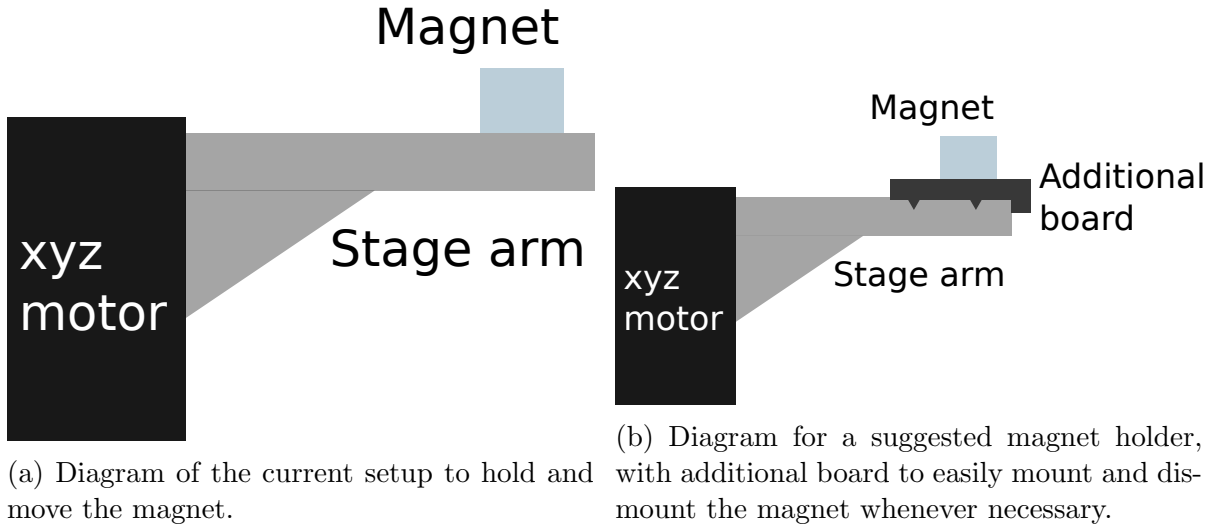 Magnet
xyz
motor
Stage arm
(a) Diagram of the current setup to hold and
move the magnet.
Magnet
Additional
board
xyz
motor
Stage arm
(b) Diagram for a suggested magnet holder,
with additional board to easily mount and dis-
mount the magnet whenever necessary.